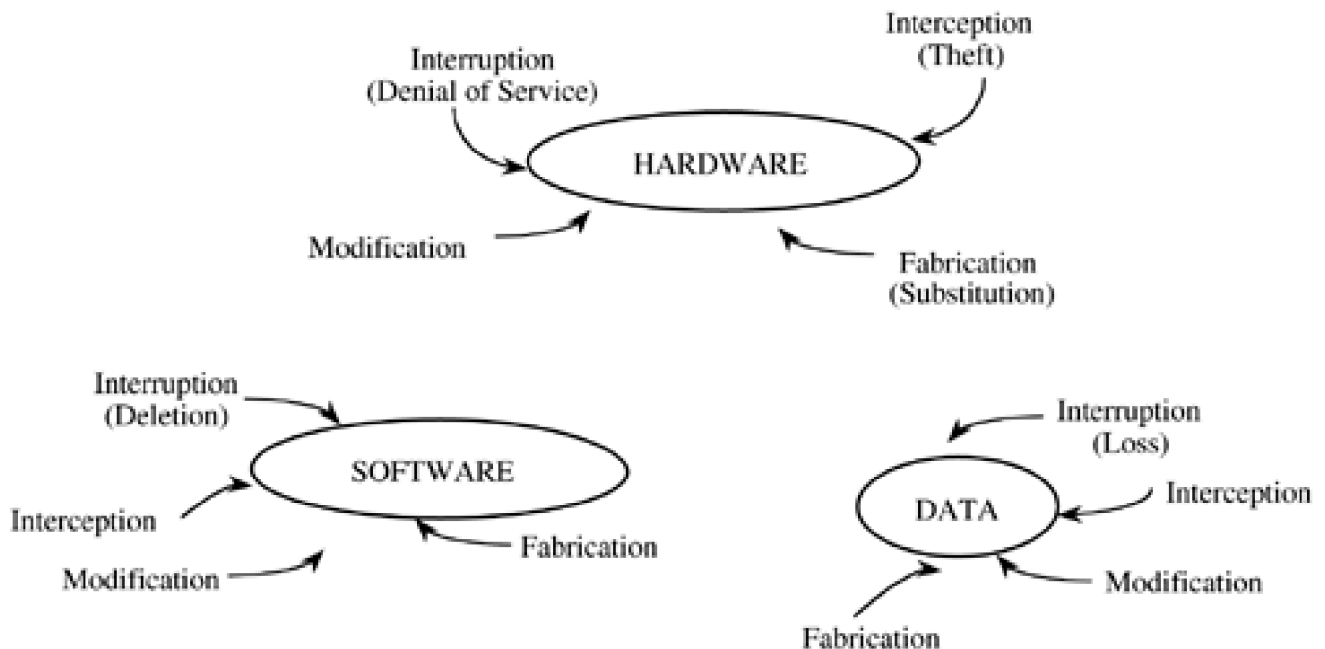 Interruption
(Denial of Service)
Interception
(Theft)
HARDWARE
Modification
Fabrication
(Substitution)
Interruption
(Deletion)
SOFTWARE
Interception
Modification
Fabrication
Interruption
(Loss)
DATA
Interception
Modification
Fabrication